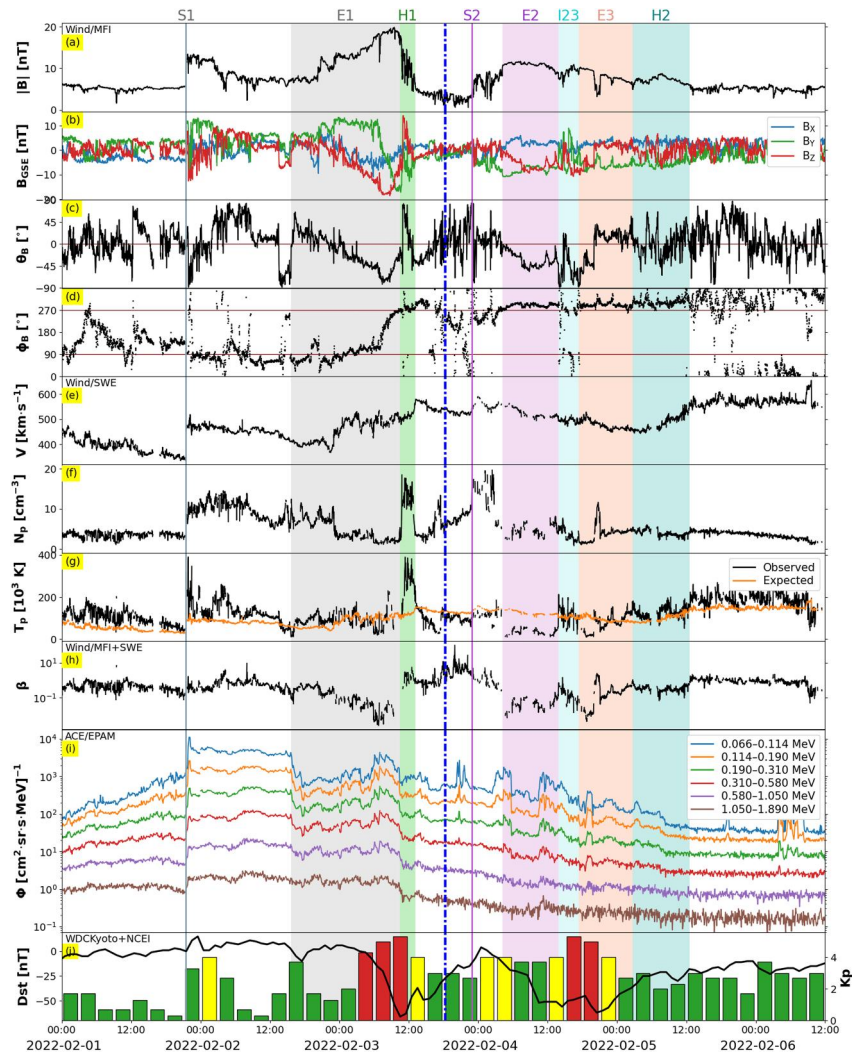 S1 E1 H1 S2 E2 I23 E3 H2
Wind/MFI
(a)
|B| [nT]
20
10
0
(b)
B_GSE [nT]
10
0
−10
−20
B_X
B_Y
B_Z
(c)
θ_B [°]
90
45
0
−45
−90
(d)
ϕ_B [°]
270
180
90
0
Wind/SWE
(e)
V [km·s⁻¹]
600
500
400
(f)
N_p [cm⁻³]
20
10
0
(g)
T_p [10³ K]
400
200
0
Observed
Expected
Wind/MFI+SWE
(h)
β
10¹
10⁻¹
ACE/EPAM
(i)
Φ [cm²·sr·s·MeV]⁻¹
10⁴
10³
10²
10¹
10⁰
10⁻¹
0.066–0.114 MeV
0.114–0.190 MeV
0.190–0.310 MeV
0.310–0.580 MeV
0.580–1.050 MeV
1.050–1.890 MeV
WDCKyoto+NCEI
(j)
Dst [nT]
0
−25
−50
4
2
0
Kp
00:00 12:00 00:00 12:00 00:00 12:00 00:00 12:00 00:00 12:00 00:00 12:00
2022-02-01 2022-02-02 2022-02-03 2022-02-04 2022-02-05 2022-02-06